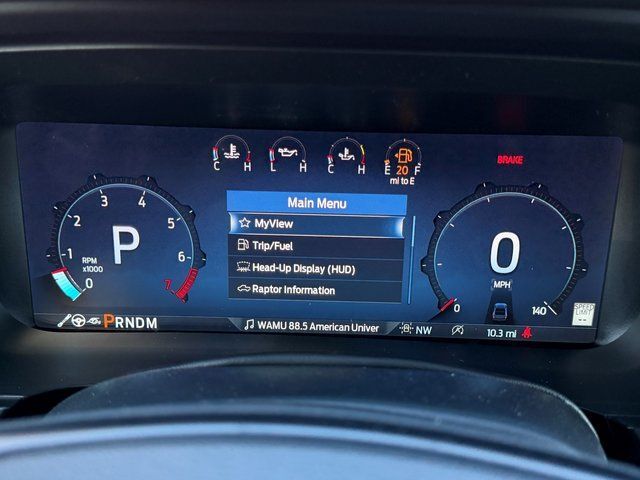 C H L H C H E 20 F
mi to E
BRAKE
Main Menu
MyView
Trip/Fuel
Head-Up Display (HUD)
Raptor Information
0 1 2 3 4 5 6 7
RPM
x1000
P
0
MPH
0 140
SPEED
LIMIT
--
PRNDM
WAMU 88.5 American Univer
NW
10.3 mi